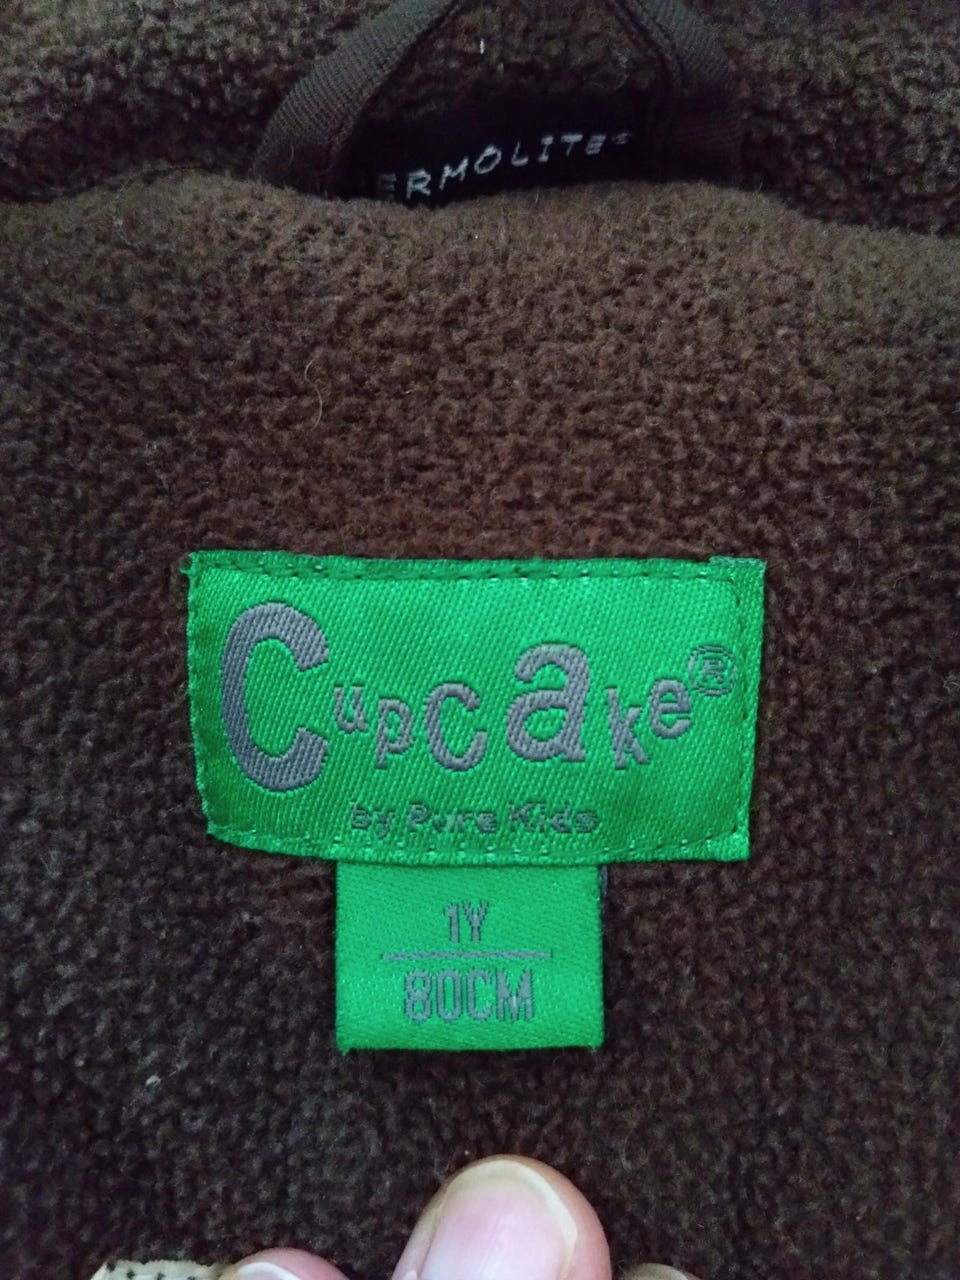 ERMOLITE
Cupcake®
by Pure Kids
1Y
80CM